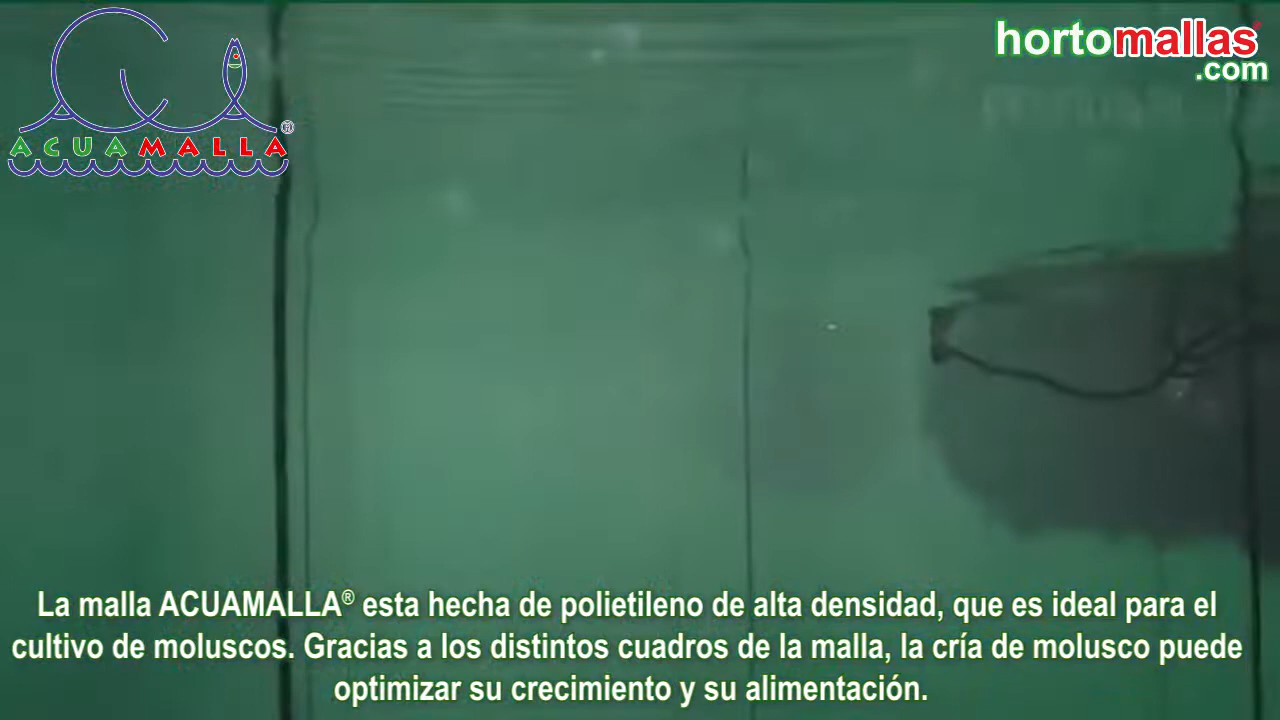 ACUAMALLA®
hortomallas®
.com
La malla ACUAMALLA® esta hecha de polietileno de alta densidad, que es ideal para el
cultivo de moluscos. Gracias a los distintos cuadros de la malla, la cría de molusco puede
optimizar su crecimiento y su alimentación.